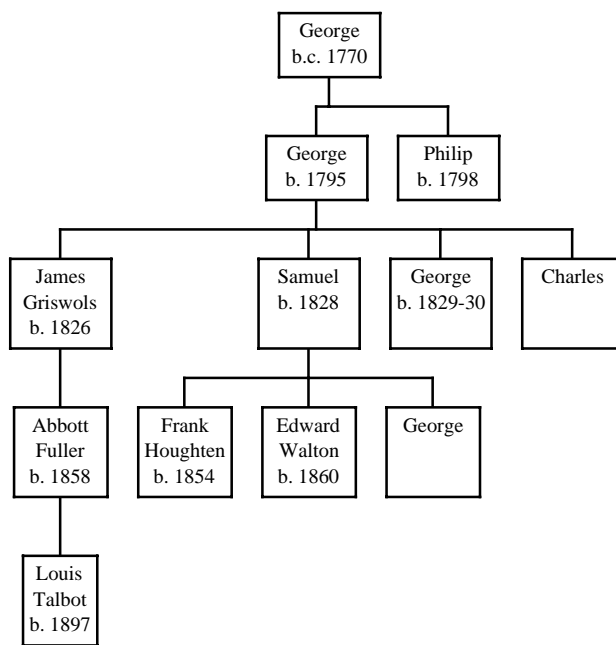 George
b.c. 1770
George
b. 1795
Philip
b. 1798
James
Griswols
b. 1826
Samuel
b. 1828
George
b. 1829-30
Charles
Abbott
Fuller
b. 1858
Frank
Houghten
b. 1854
Edward
Walton
b. 1860
George
Louis
Talbot
b. 1897